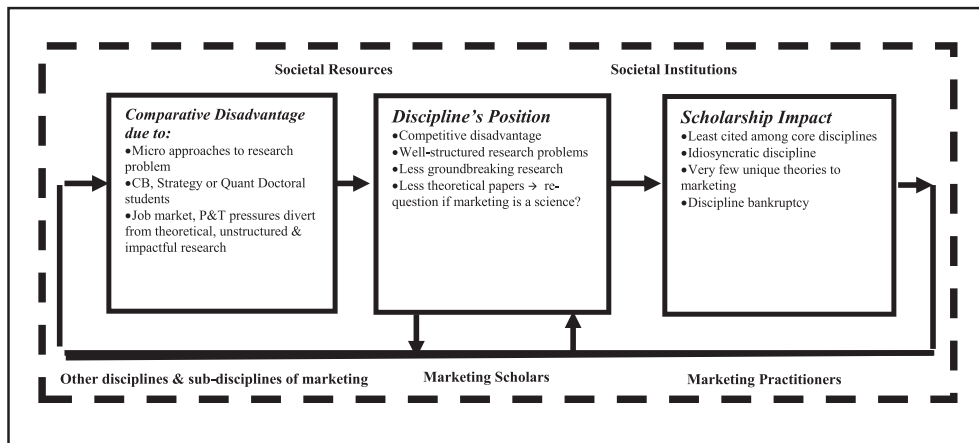 Societal Resources
Societal Institutions
Comparative Disadvantage
due to:
•Micro approaches to research
problem
•CB, Strategy or Quant Doctoral
students
•Job market, P&T pressures divert
from theoretical, unstructured &
impactful research
Discipline's Position
•Competitive disadvantage
•Well-structured research problems
•Less groundbreaking research
•Less theoretical papers → re-
question if marketing is a science?
Scholarship Impact
•Least cited among core disciplines
•Idiosyncratic discipline
•Very few unique theories to
marketing
•Discipline bankruptcy
Other disciplines & sub-disciplines of marketing
Marketing Scholars
Marketing Practitioners